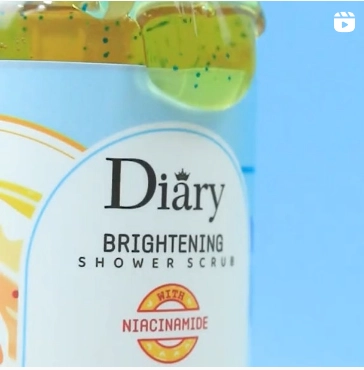 Diary
BRIGHTENING
SHOWER SCRUB
WITH
NIACINAMIDE